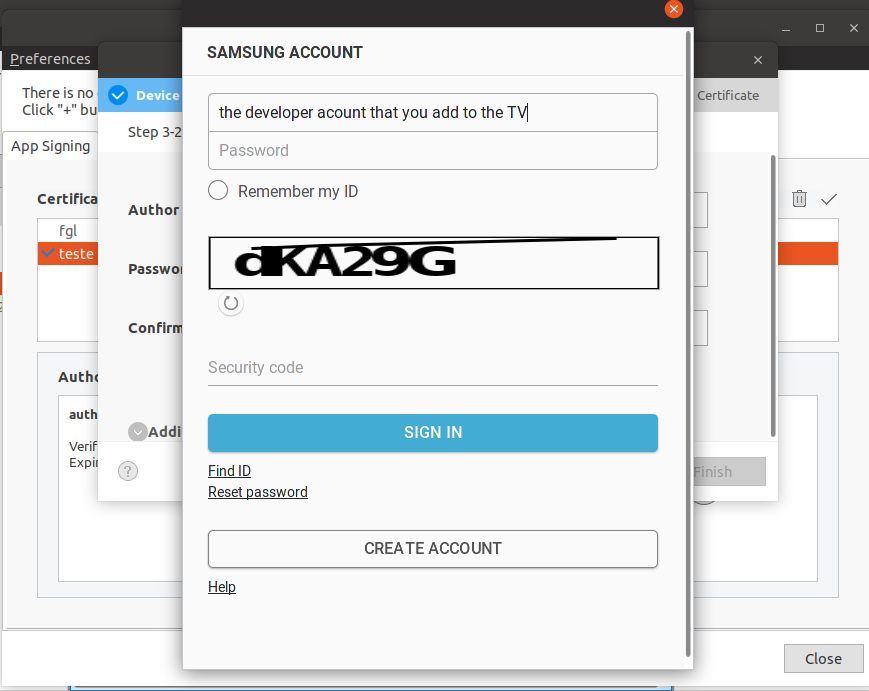 SAMSUNG ACCOUNT
the developer acount that you add to the TV
Password
Remember my ID
dKA29G
Security code
SIGN IN
Find ID
Reset password
CREATE ACCOUNT
Help
Preferences
There is no
Click "+" bu
App Signing
Certifica
fgl
teste
Autho
auth
Verif
Expir
Device
Certificate
Step 3-2
Author
Passwor
Confirm
Addi
?
Finish
Close